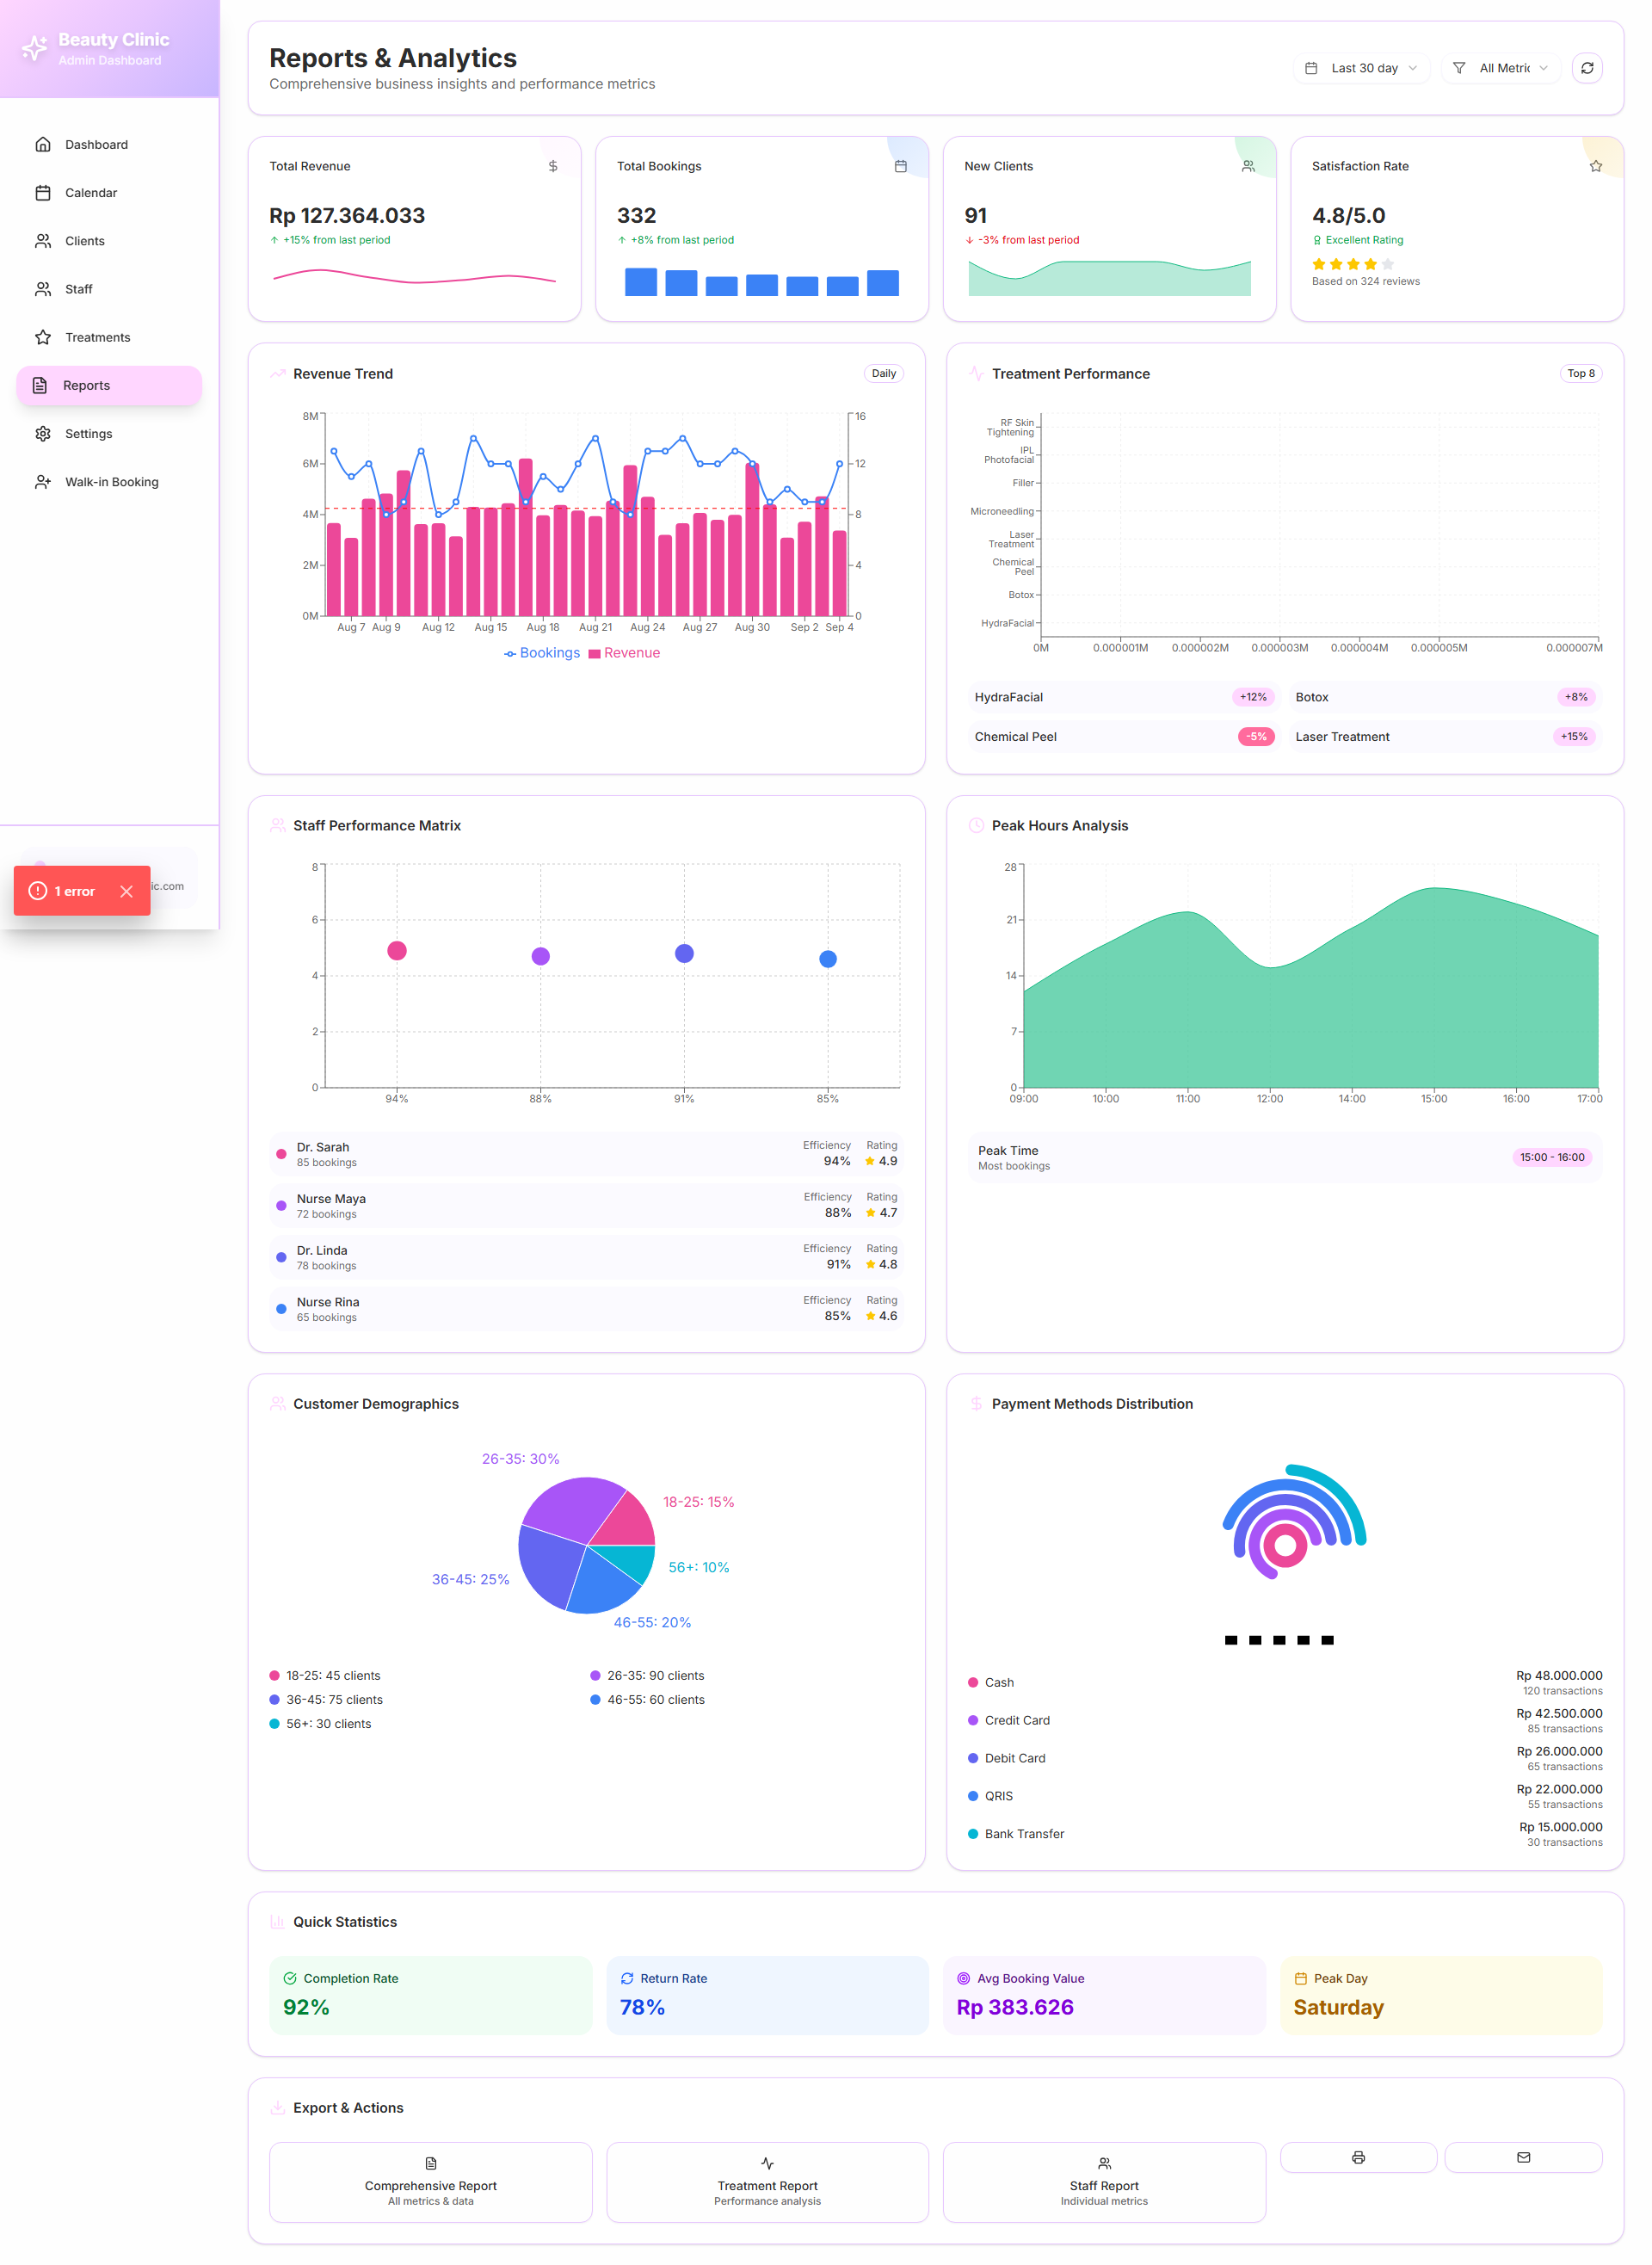 Beauty Clinic
Admin Dashboard
Dashboard
Calendar
Clients
Staff
Treatments
Reports
Settings
Walk-in Booking
ic.com
1 error
Reports & Analytics
Comprehensive business insights and performance metrics
Last 30 day
All Metric
Total Revenue
Rp 127.364.033
+15% from last period
Total Bookings
332
+8% from last period
New Clients
91
-3% from last period
Satisfaction Rate
4.8/5.0
Excellent Rating
Based on 324 reviews
Revenue Trend
Daily
8M
6M
4M
2M
0M
16
12
8
4
0
Aug 7 Aug 9 Aug 12 Aug 15 Aug 18 Aug 21 Aug 24 Aug 27 Aug 30 Sep 2 Sep 4
Bookings Revenue
Treatment Performance
Top 8
RF Skin
Tightening
IPL
Photofacial
Filler
Microneedling
Laser
Treatment
Chemical
Peel
Botox
HydraFacial
0M 0.000001M 0.000002M 0.000003M 0.000004M 0.000005M 0.000007M
HydraFacial +12%
Botox +8%
Chemical Peel -5%
Laser Treatment +15%
Staff Performance Matrix
8
6
4
2
0
94% 88% 91% 85%
Dr. Sarah
85 bookings
Efficiency Rating
94% 4.9
Nurse Maya
72 bookings
Efficiency Rating
88% 4.7
Dr. Linda
78 bookings
Efficiency Rating
91% 4.8
Nurse Rina
65 bookings
Efficiency Rating
85% 4.6
Peak Hours Analysis
28
21
14
7
0
09:00 10:00 11:00 12:00 14:00 15:00 16:00 17:00
Peak Time
Most bookings
15:00 - 16:00
Customer Demographics
26-35: 30%
18-25: 15%
56+: 10%
36-45: 25%
46-55: 20%
18-25: 45 clients
26-35: 90 clients
36-45: 75 clients
46-55: 60 clients
56+: 30 clients
Payment Methods Distribution
Cash
Rp 48.000.000
120 transactions
Credit Card
Rp 42.500.000
85 transactions
Debit Card
Rp 26.000.000
65 transactions
QRIS
Rp 22.000.000
55 transactions
Bank Transfer
Rp 15.000.000
30 transactions
Quick Statistics
Completion Rate
92%
Return Rate
78%
Avg Booking Value
Rp 383.626
Peak Day
Saturday
Export & Actions
Comprehensive Report
All metrics & data
Treatment Report
Performance analysis
Staff Report
Individual metrics